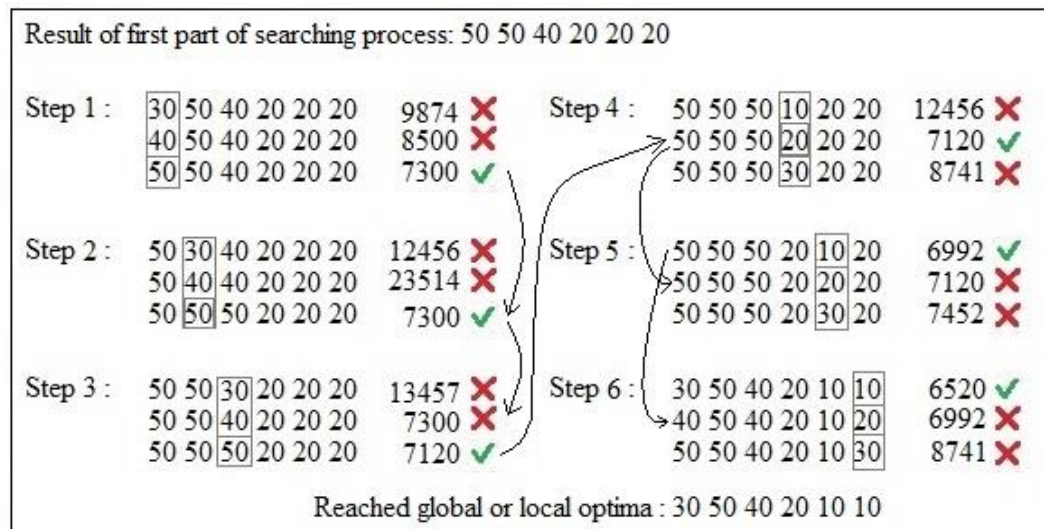 Result of first part of searching process: 50 50 40 20 20 20
Step 1 :
30 50 40 20 20 20 9874
40 50 40 20 20 20 8500
50 50 40 20 20 20 7300
Step 2 :
50 30 40 20 20 20 12456
50 40 40 20 20 20 23514
50 50 50 20 20 20 7300
Step 3 :
50 50 30 20 20 20 13457
50 50 40 20 20 20 7300
50 50 50 20 20 20 7120
Step 4 :
50 50 50 10 20 20 12456
50 50 50 20 20 20 7120
50 50 50 30 20 20 8741
Step 5 :
50 50 50 20 10 20 6992
50 50 50 20 20 20 7120
50 50 50 20 30 20 7452
Step 6 :
30 50 40 20 10 10 6520
40 50 40 20 10 20 6992
50 50 40 20 10 30 8741
Reached global or local optima : 30 50 40 20 10 10